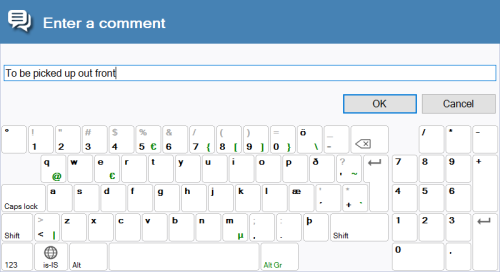 Enter a comment
To be picked up out front
OK Cancel
° ! 1 " 2 # 3 $ 4 % 5 € & 6 / 7 { ( 8 [ ) 9 ] = 0 } ö \ _ - / * -
q @ w e € r t y u i o p ð ? ' ~ 7 8 9 +
Caps lock a s d f g h j k l æ ' ´ * + ` 4 5 6
Shift > < | z x c v b n m µ ; , : . þ Shift 1 2 3
123 is-IS Alt Alt Gr 0 .